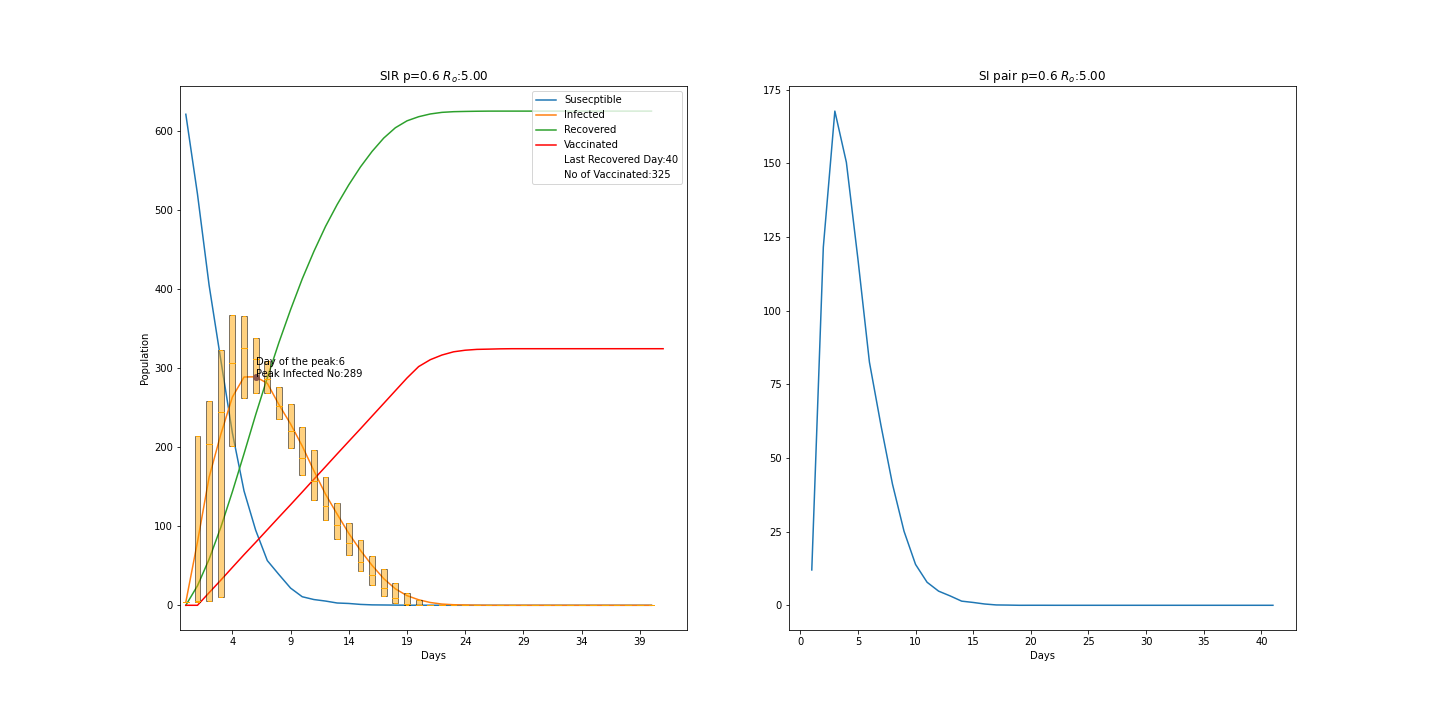 SIR p=0.6 Rₒ:5.00
Susecptible
Infected
Recovered
Vaccinated
Last Recovered Day:40
No of Vaccinated:325
Day of the peak:6
Peak Infected No:289
Population
600
500
400
300
200
100
0
4 9 14 19 24 29 34 39
Days
SI pair p=0.6 Rₒ:5.00
175
150
125
100
75
50
25
0
0 5 10 15 20 25 30 35 40
Days